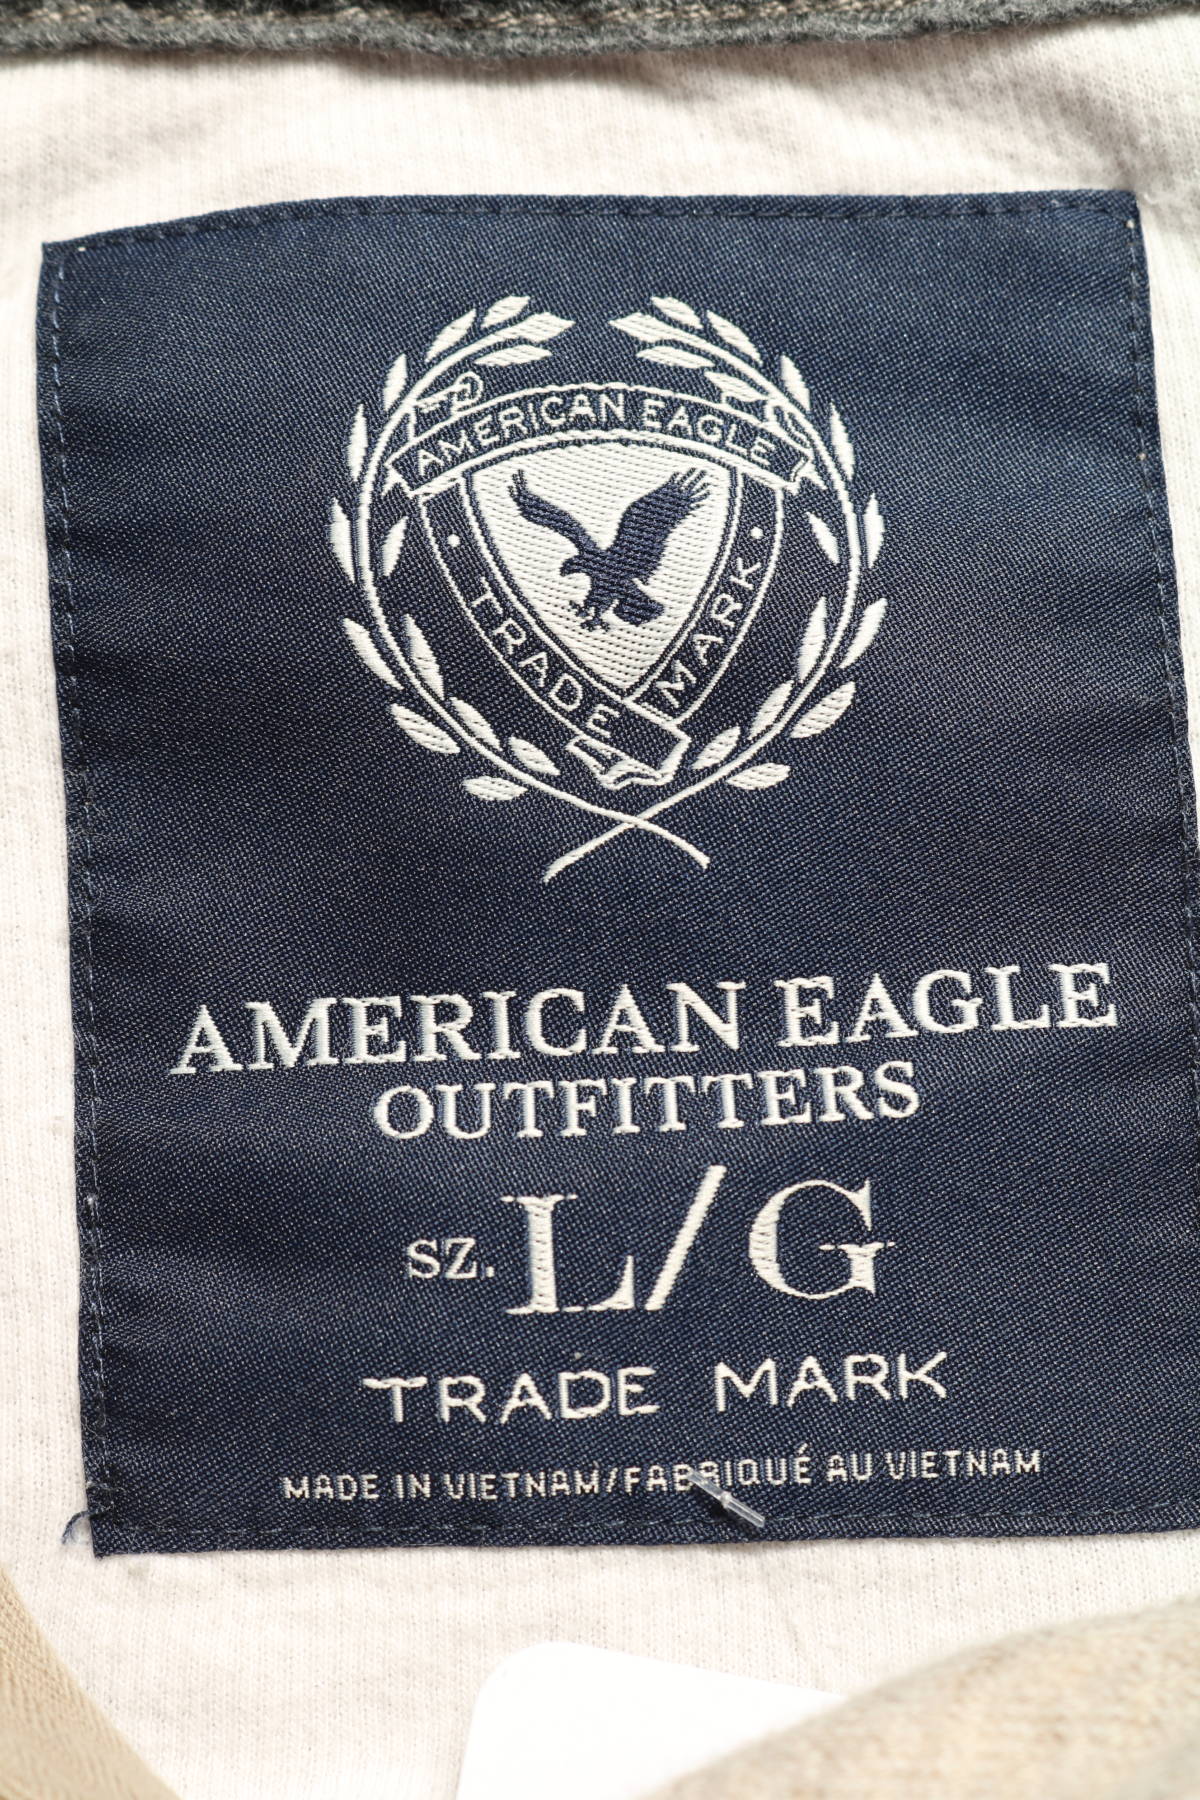 AMERICAN EAGLE
TRADE MARK
AMERICAN EAGLE
OUTFITTERS
SZ. L/G
TRADE MARK
MADE IN VIETNAM/FABRIQUÉ AU VIETNAM